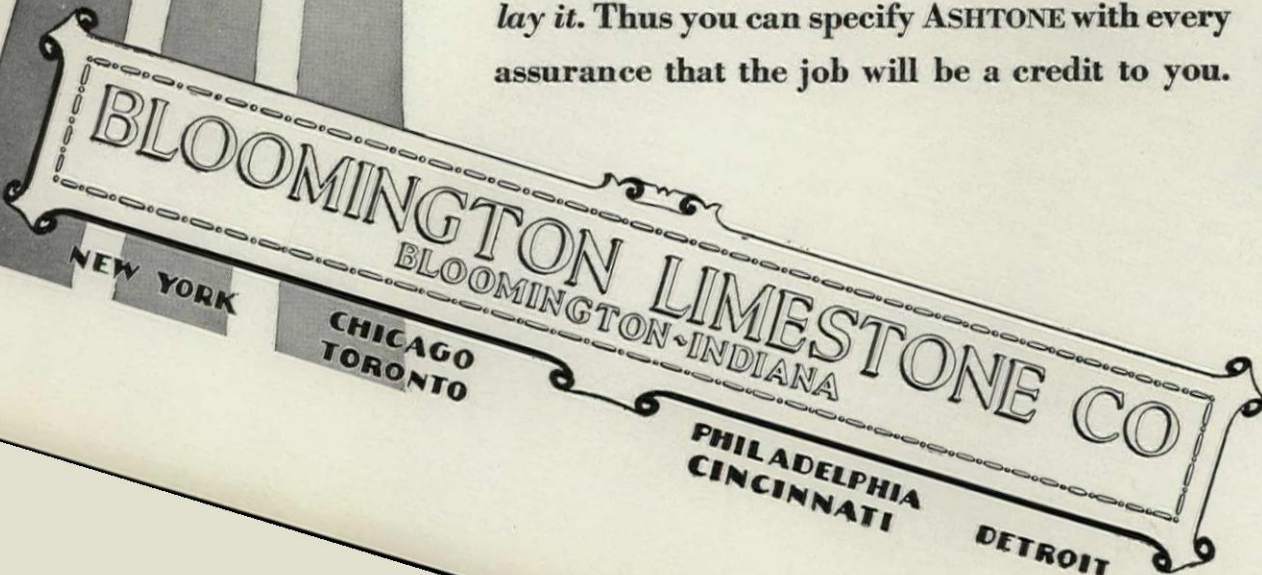 lay it. Thus you can specify ASHTONE with every
assurance that the job will be a credit to you.
BLOOMINGTON LIMESTONE CO
BLOOMINGTON·INDIANA
NEW YORK
CHICAGO
TORONTO
PHILADELPHIA
CINCINNATI
DETROIT